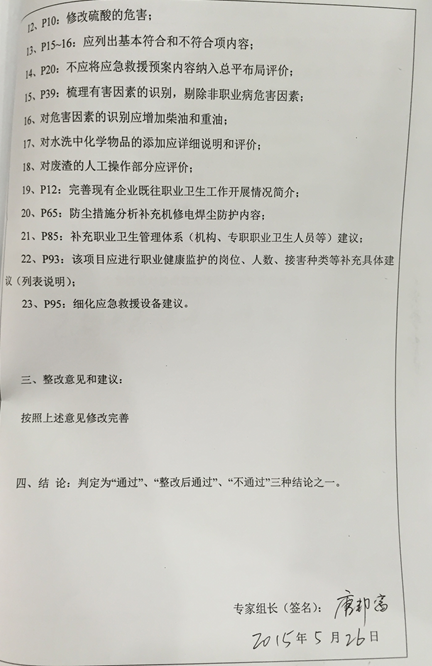 12、P10：修改硫酸的危害；
13、P15~16：应列出基本符合和不符合项内容；
14、P20：不应将应急救援预案内容纳入总平布局评价；
15、P39：梳理有害因素的识别，剔除非职业病危害因素；
16、对危害因素的识别应增加柴油和重油；
17、对水洗中化学物品的添加应详细说明和评价；
18、对废渣的人工操作部分应评价；
19、P12：完善现有企业既往职业卫生工作开展情况简介；
20、P65：防尘措施分析补充机修电焊尘防护内容；
21、P85：补充职业卫生管理体系（机构、专职职业卫生人员等）建议；
22、P93：该项目应进行职业健康监护的岗位、人数、接害种类等补充具体建
议（列表说明）；
23、P95：细化应急救援设备建议。
三、整改意见和建议：
按照上述意见修改完善
四、结 论：判定为“通过”、“整改后通过”、“不通过”三种结论之一。
专家组长（签名）：
2015年5月26日